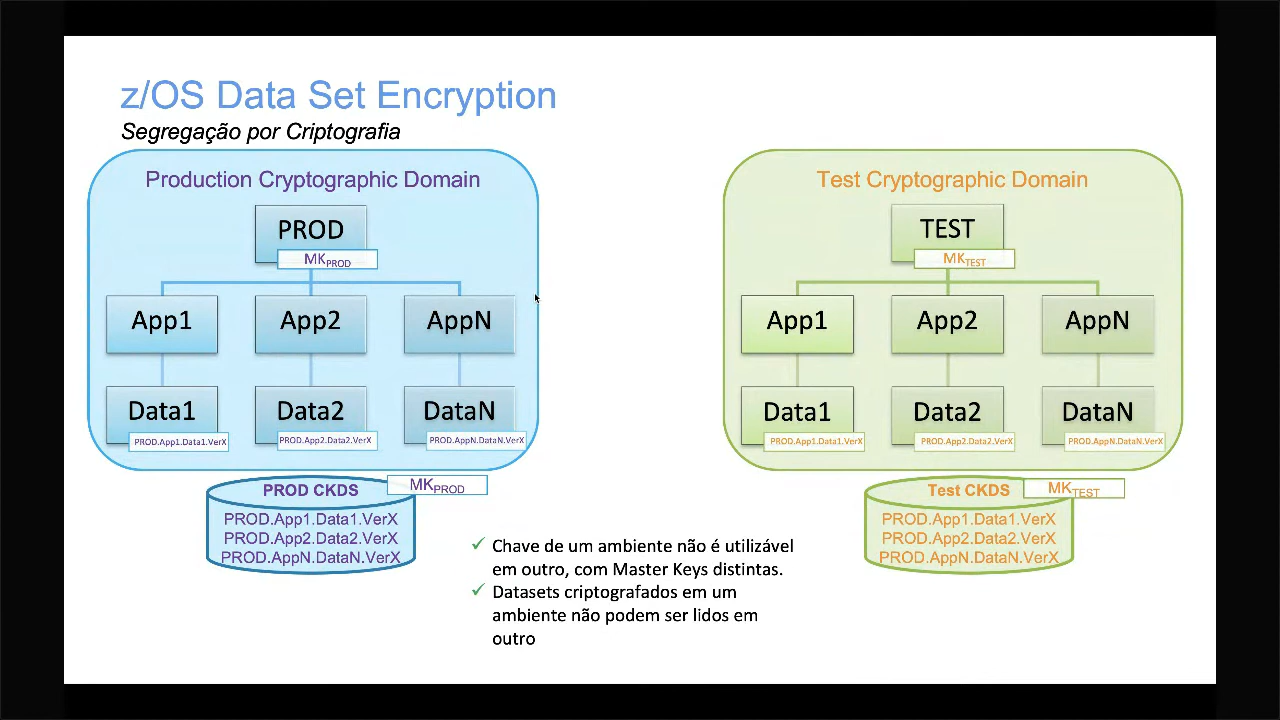 z/OS Data Set Encryption
Segregação por Criptografia
Production Cryptographic Domain
PROD
MKPROD
App1
App2
AppN
Data1
Data2
DataN
PROD.App1.Data1.VerX
PROD.App2.Data2.VerX
PROD.AppN.DataN.VerX
PROD CKDS
MKPROD
PROD.App1.Data1.VerX
PROD.App2.Data2.VerX
PROD.AppN.DataN.VerX
Test Cryptographic Domain
TEST
MKTEST
App1
App2
AppN
Data1
Data2
DataN
PROD.App1.Data1.VerX
PROD.App2.Data2.VerX
PROD.AppN.DataN.VerX
Test CKDS
MKTEST
PROD.App1.Data1.VerX
PROD.App2.Data2.VerX
PROD.AppN.DataN.VerX
✓ Chave de um ambiente não é utilizável
em outro, com Master Keys distintas.
✓ Datasets criptografados em um
ambiente não podem ser lidos em
outro